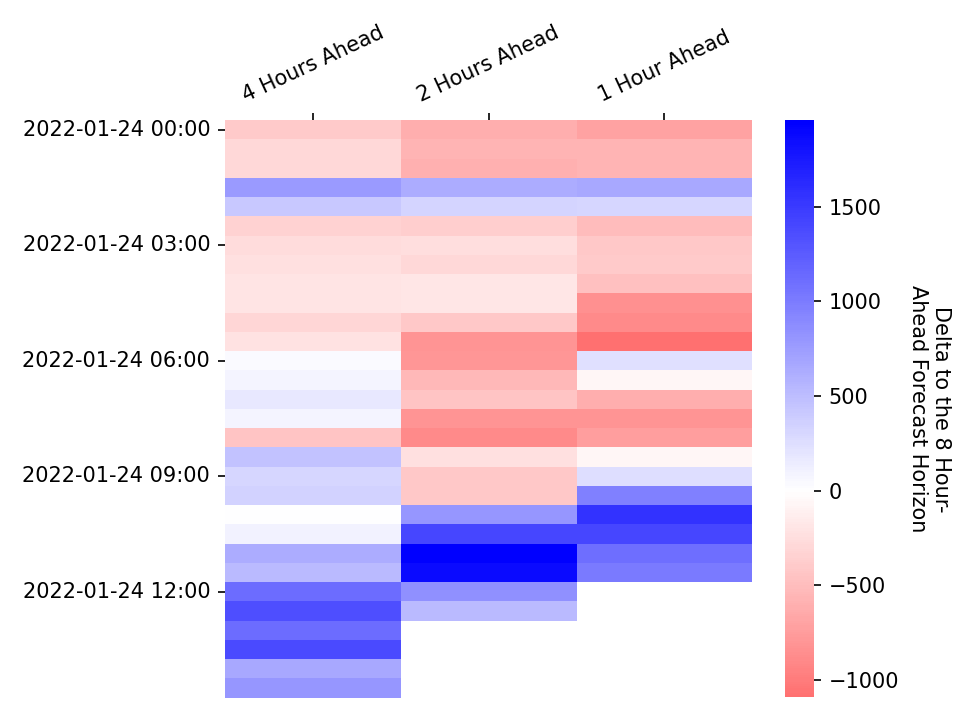 4 Hours Ahead
2 Hours Ahead
1 Hour Ahead
2022-01-24 00:00
2022-01-24 03:00
2022-01-24 06:00
2022-01-24 09:00
2022-01-24 12:00
1500
1000
500
0
−500
−1000
Delta to the 8 Hour-
Ahead Forecast Horizon